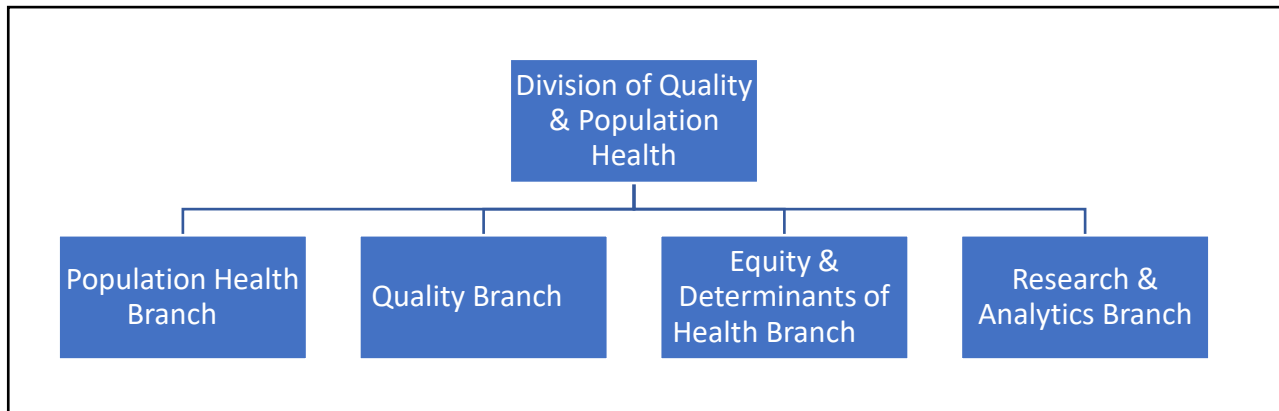 Division of Quality
& Population
Health
Population Health
Branch
Quality Branch
Equity &
Determinants of
Health Branch
Research &
Analytics Branch